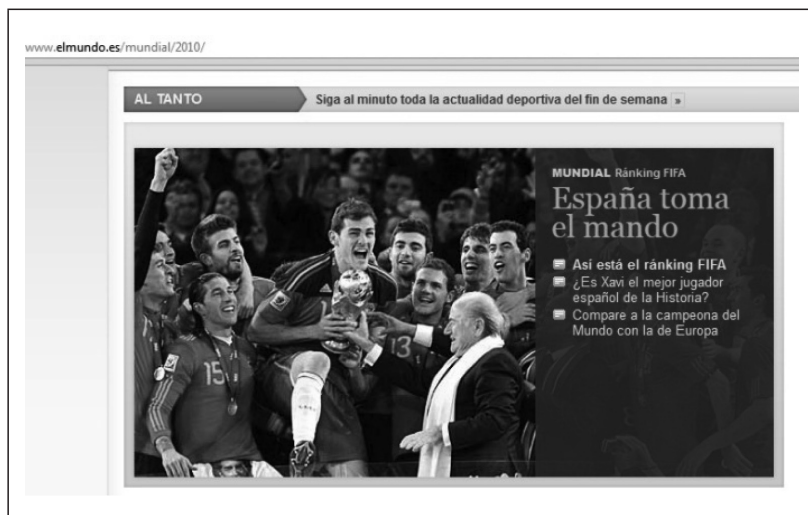 www.elmundo.es/mundial/2010/
AL TANTO
Siga al minuto toda la actualidad deportiva del fin de semana »
MUNDIAL Ránking FIFA
España toma
el mando
Así está el ránking FIFA
¿Es Xavi el mejor jugador
español de la Historia?
Compare a la campeona del
Mundo con la de Europa
15
13